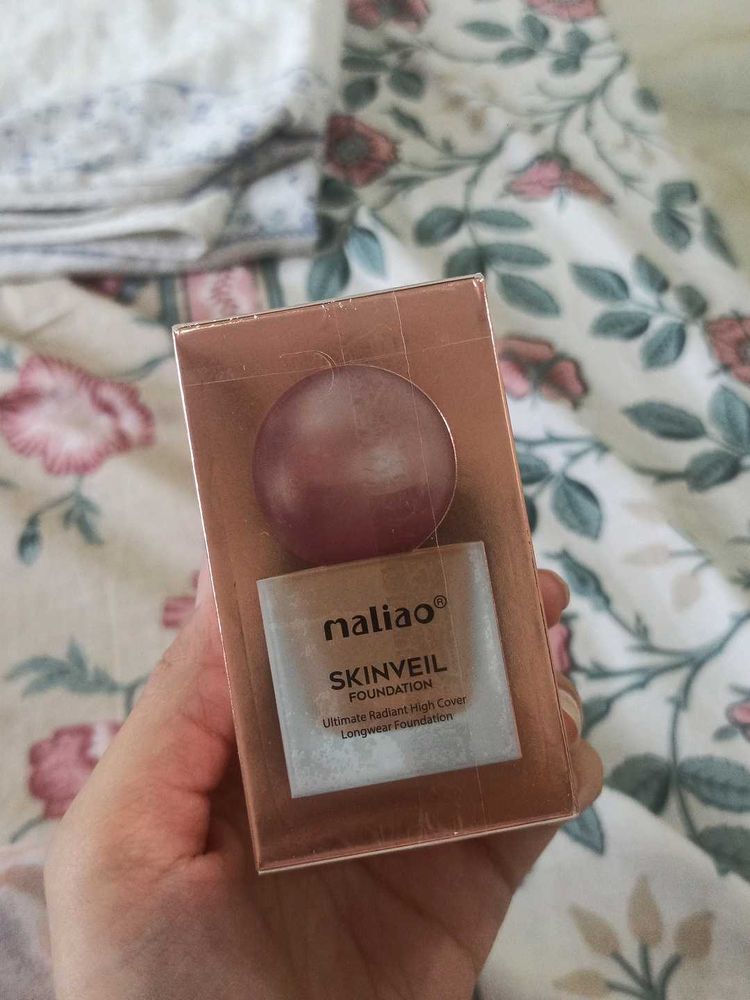 maliao®
SKINVEIL
FOUNDATION
Ultimate Radiant High Cover
Longwear Foundation